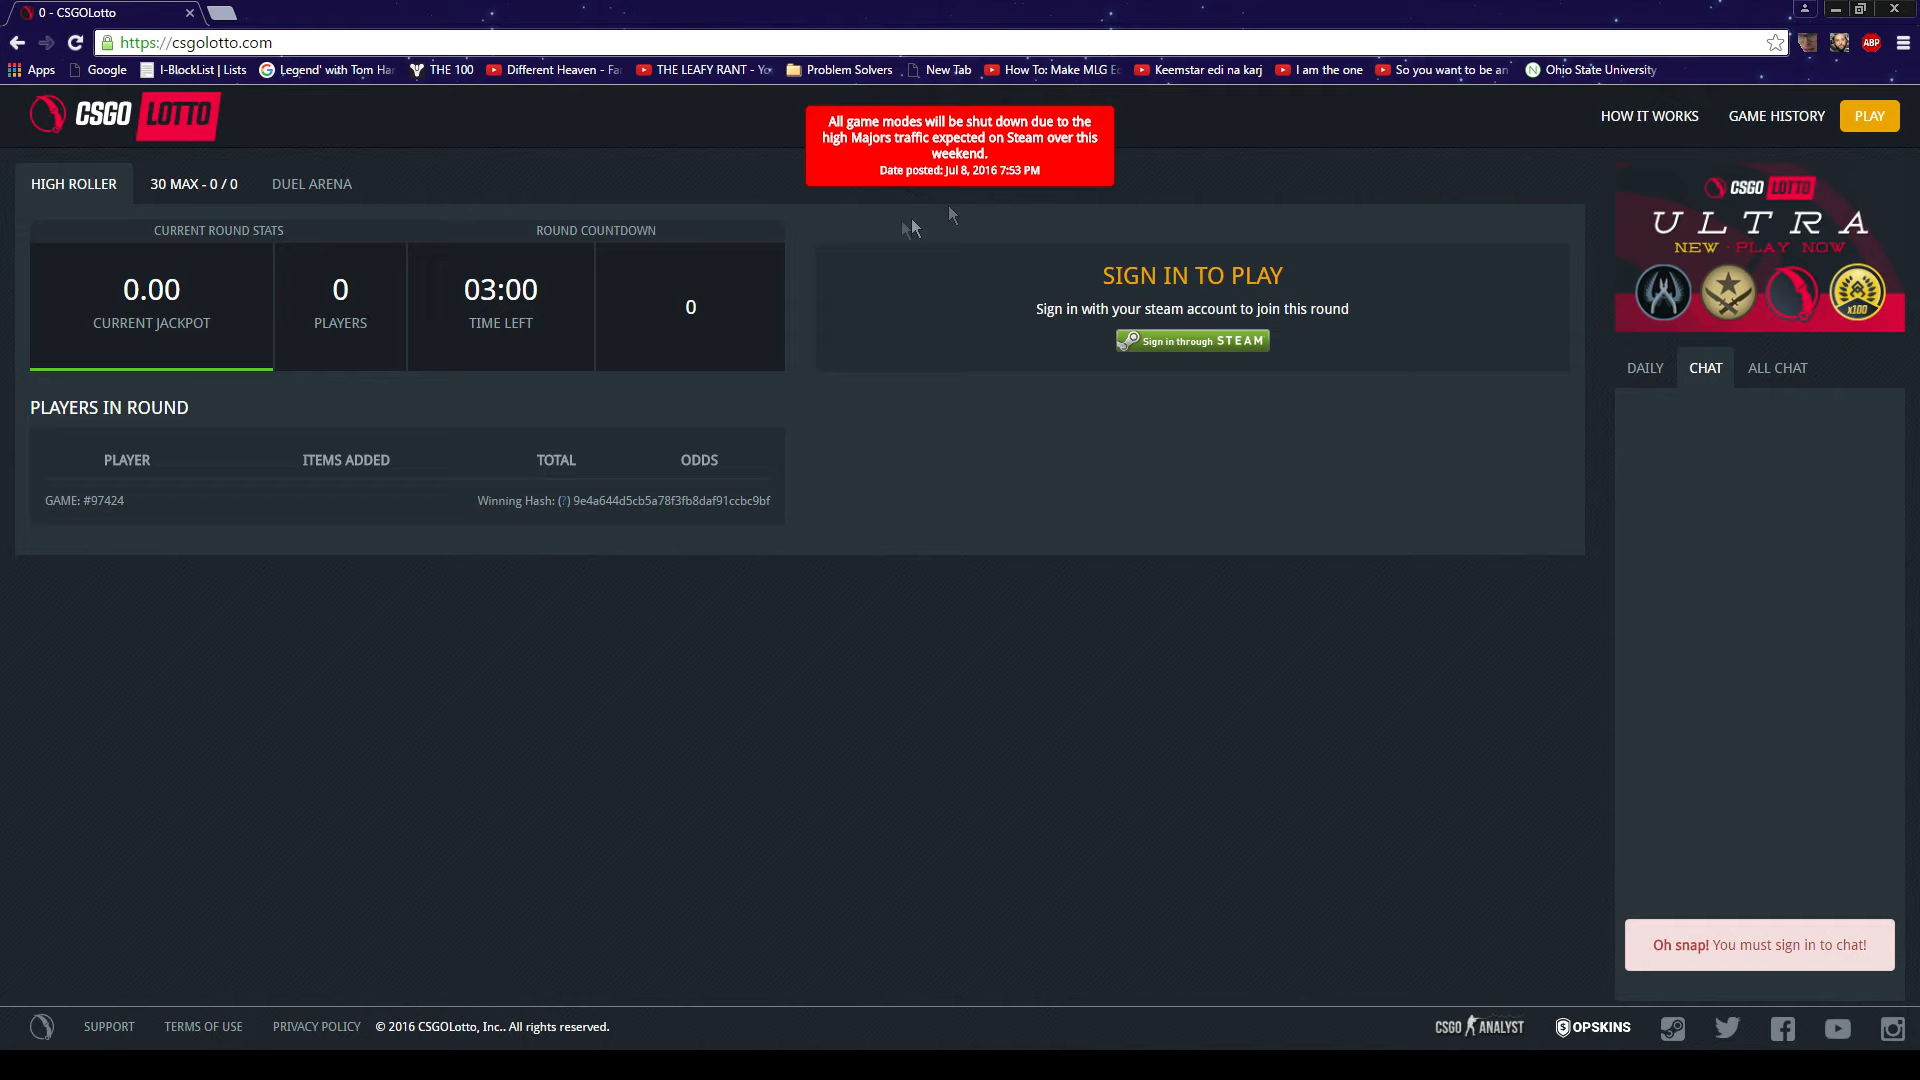 0 - CSGOLotto
https://csgolotto.com
ABP
Apps
Google
I-BlockList | Lists
Legend' with Tom Har
THE 100
Different Heaven - Fa
THE LEAFY RANT - Yo
Problem Solvers
New Tab
How To: Make MLG E
Keemstar edi na karj
I am the one
So you want to be an
Ohio State University
CSGO LOTTO
All game modes will be shut down due to the
high Majors traffic expected on Steam over this
weekend.
Date posted: Jul 8, 2016 7:53 PM
HOW IT WORKS
GAME HISTORY
PLAY
HIGH ROLLER
30 MAX - 0 / 0
DUEL ARENA
CURRENT ROUND STATS
ROUND COUNTDOWN
0.00
CURRENT JACKPOT
0
PLAYERS
03:00
TIME LEFT
0
SIGN IN TO PLAY
Sign in with your steam account to join this round
Sign in through STEAM
CSGO LOTTO
ULTRA
NEW - PLAY NOW
x100
DAILY
CHAT
ALL CHAT
PLAYERS IN ROUND
PLAYER
ITEMS ADDED
TOTAL
ODDS
GAME: #97424
Winning Hash: (?) 9e4a644d5cb5a78f3fb8daf91ccbc9bf
Oh snap! You must sign in to chat!
SUPPORT
TERMS OF USE
PRIVACY POLICY
© 2016 CSGOLotto, Inc.. All rights reserved.
CSGO ANALYST
OPSKINS